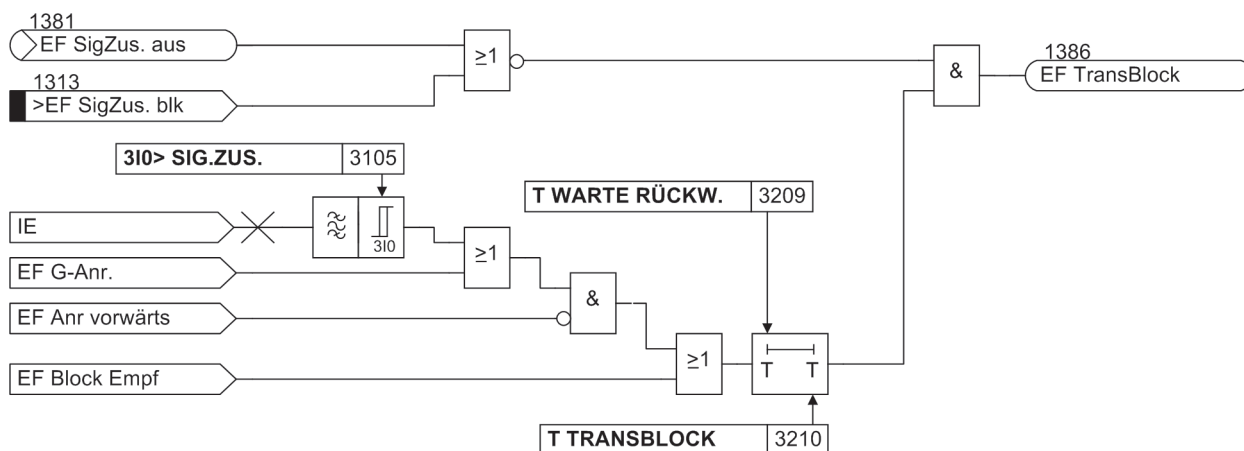 1381
EF SigZus. aus
≥1
1386
EF TransBlock
&
1313
>EF SigZus. blk
3I0> SIG.ZUS. 3105
T WARTE RÜCKW. 3209
IE
3I0
≥1
EF G-Anr.
&
EF Anr vorwärts
≥1
T T
EF Block Empf
T TRANSBLOCK 3210